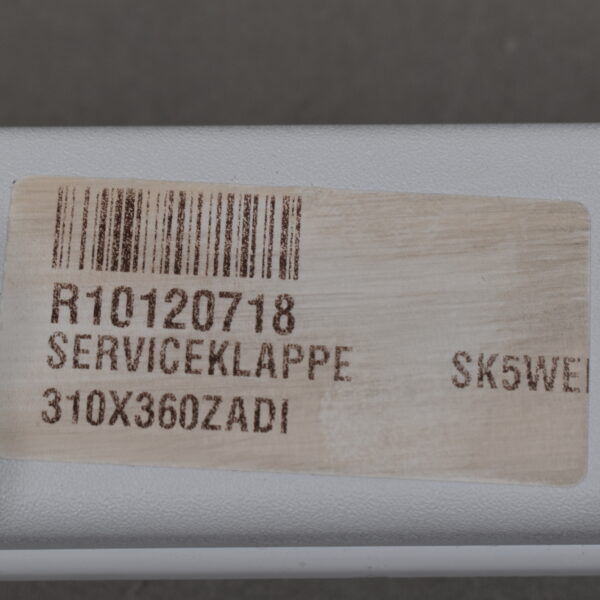 R10120718
SERVICEKLAPPE SK5WE
310X360ZADI